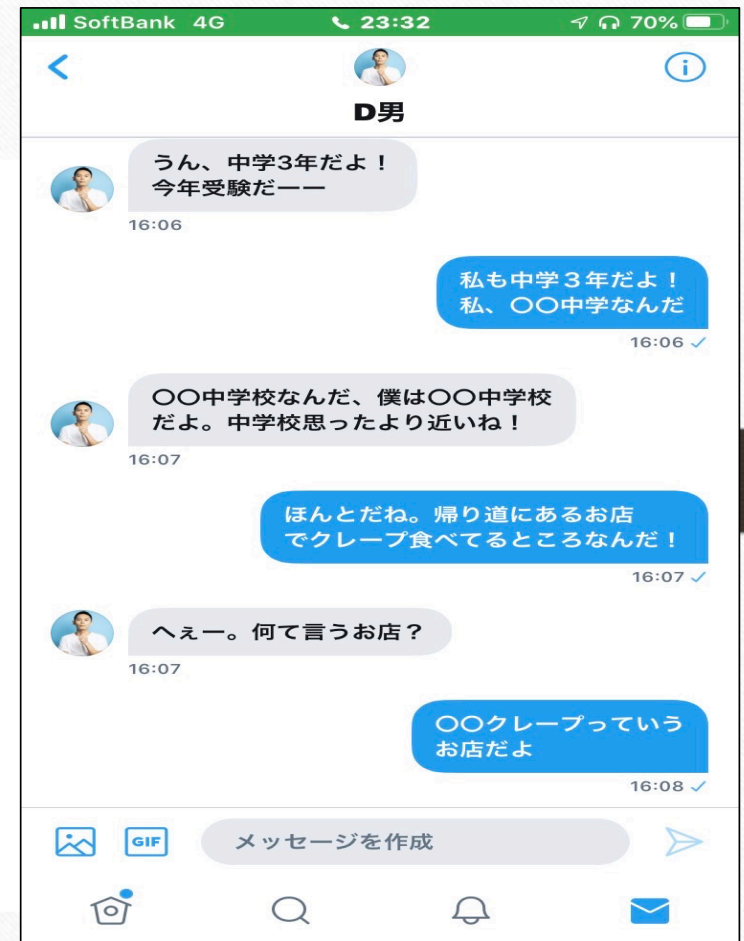 SoftBank 4G 23:32 70%
D男
うん、中学3年だよ！
今年受験だーー
16:06
私も中学３年だよ！
私、〇〇中学なんだ
16:06
〇〇中学校なんだ、僕は〇〇中学校
だよ。中学校思ったより近いね！
16:07
ほんとだね。帰り道にあるお店
でクレープ食べてるところなんだ！
16:07
へぇー。何て言うお店？
16:07
〇〇クレープっていう
お店だよ
16:08
GIF メッセージを作成